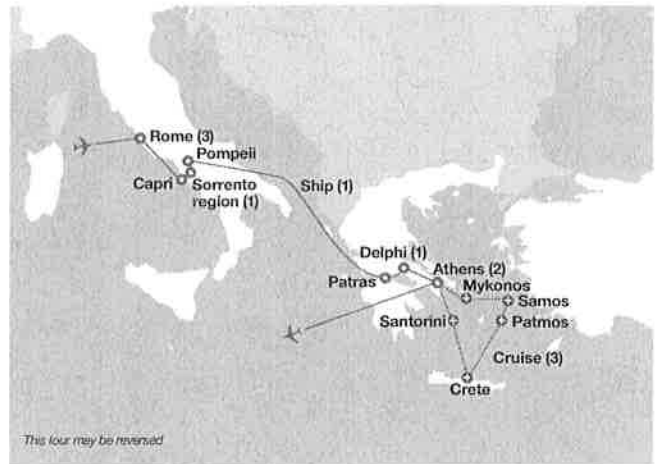 Rome (3)
Pompeii
Capri
Sorrento
region (1)
Ship (1)
Delphi (1)
Patras
Athens (2)
Mykonos
Samos
Santorini
Patmos
Cruise (3)
Crete
This tour may be reversed